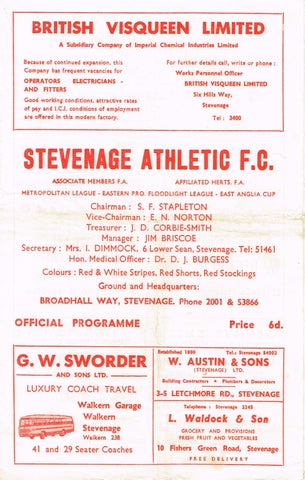 BRITISH VISQUEEN LIMITED
A Subsidiary Company of Imperial Chemical Industries Limited
Because of continued expansion, this
Company has frequent vacancies for
OPERATORS ELECTRICIANS -
AND FITTERS
Good working conditions, attractive rates
of pay and I.C.I. conditions of employment
are offered in this modern factory.
For further details call, write or phone :
Works Personnel Officer
BRITISH VISQUEEN LIMITED
Six Hills Way,
Stevenage
Tel : 3400
STEVENAGE ATHLETIC F.C.
ASSOCIATE MEMBERS F.A. AFFILIATED HERTS. F.A.
METROPOLITAN LEAGUE - EASTERN PRO. FLOODLIGHT LEAGUE - EAST ANGLIA CUP
Chairman : S. F. STAPLETON
Vice-Chairman : E. N. NORTON
Treasurer : J. D. CORBIE-SMITH
Manager : JIM BRISCOE
Secretary : Mrs. I. DIMMOCK, 6 Lower Sean, Stevenage. Tel: 51461
Hon. Medical Officer : Dr. D. J. BURGESS
Colours : Red & White Stripes, Red Shorts, Red Stockings
Ground and Headquarters:
BROADHALL WAY, STEVENAGE. Phone 2001 & 53866
OFFICIAL PROGRAMME Price 6d.
G. W. SWORDER
AND SONS LTD.
LUXURY COACH TRAVEL
Walkern Garage
Walkern
Stevenage
Walkern 238
41 and 29 Seater Coaches
Established 1800 Tel.: Stevenage 54002
W. AUSTIN & SONS
(STEVENAGE) LTD.
Building Contractors • Plumbers & Decorators
3-5 LETCHMORE RD., STEVENAGE
Telephone : Stevenage 2248
L. Waldock & Son
GROCERY AND PROVISIONS
FRESH FRUIT AND VEGETABLES
10 Fishers Green Road, Stevenage
FREE DELIVERY